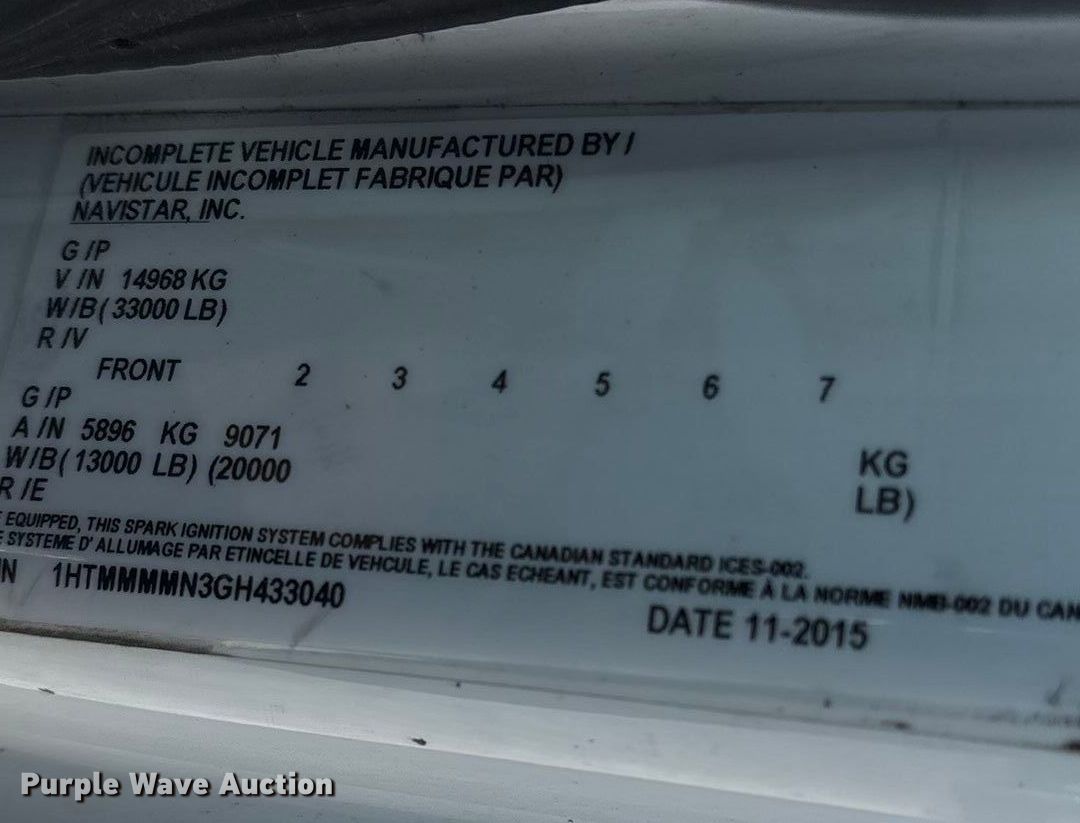 INCOMPLETE VEHICLE MANUFACTURED BY /
(VEHICULE INCOMPLET FABRIQUE PAR)
NAVISTAR, INC.
G /P
V /N 14968 KG
W/B( 33000 LB)
R /V
FRONT 2 3 4 5 6 7
G /P
A /N 5896 KG 9071 KG
W/B( 13000 LB) (20000 LB)
R /E
EQUIPPED, THIS SPARK IGNITION SYSTEM COMPLIES WITH THE CANADIAN STANDARD ICES-002.
SYSTEME D' ALLUMAGE PAR ETINCELLE DE VEHCULE, LE CAS ECHEANT, EST CONFORME À LA NORME NMB-002 DU CAN
IN 1HTMMMMN3GH433040
DATE 11-2015
Purple Wave Auction